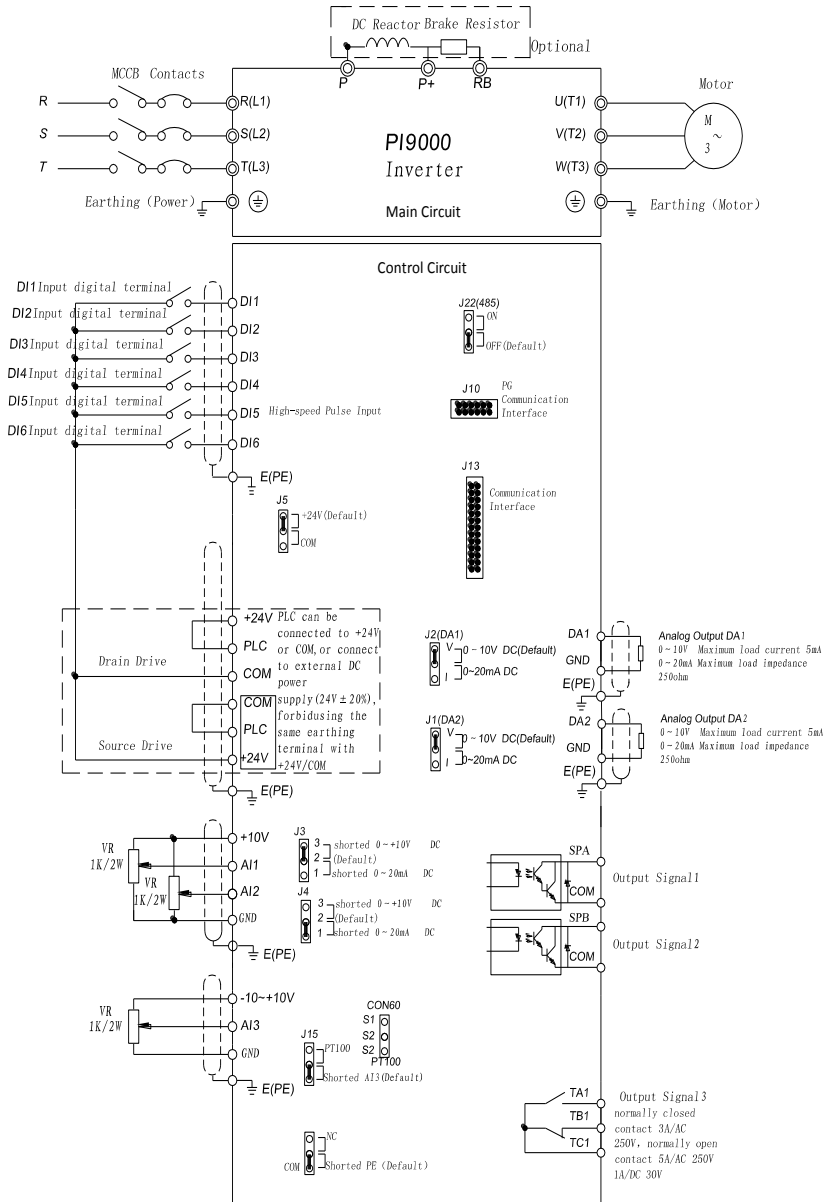 DC Reactor Brake Resistor
Optional
P P+ RB
MCCB Contacts
R R(L1)
S S(L2)
T T(L3)
Earthing (Power)
PI9000
Inverter
Main Circuit
U(T1)
V(T2)
W(T3)
Motor
M
~
3
Earthing (Motor)
Control Circuit
DI1 Input digital terminal
DI2 Input digital terminal
DI3 Input digital terminal
DI4 Input digital terminal
DI5 Input digital terminal
DI6 Input digital terminal
DI1
DI2
DI3
DI4
DI5 High-speed Pulse Input
DI6
E(PE)
J22(485)
ON
OFF(Default)
J10
PG
Communication
Interface
J13
Communication
Interface
J5
+24V(Default)
COM
Drain Drive
Source Drive
+24V
PLC
COM
COM
PLC
+24V
E(PE)
PLC can be
connected to +24V
or COM, or connect
to external DC
power
supply(24V±20%),
forbidusing the
same earthing
terminal with
+24V/COM
J2(DA1)
V
0~10V DC(Default)
I
0~20mA DC
J1(DA2)
V
0~10V DC(Default)
I
0~20mA DC
DA1
GND
E(PE)
Analog Output DA1
0~10V Maximum load current 5mA
0~20mA Maximum load impedance
250ohm
DA2
GND
E(PE)
Analog Output DA2
0~10V Maximum load current 5mA
0~20mA Maximum load impedance
250ohm
VR
1K/2W
VR
1K/2W
+10V
AI1
AI2
GND
E(PE)
J3
3 shorted 0~+10V DC
2 (Default)
1 shorted 0~20mA DC
J4
3 shorted 0~+10V DC
2 (Default)
1 shorted 0~20mA DC
SPA
COM
Output Signal1
SPB
COM
Output Signal2
VR
1K/2W
-10~+10V
AI3
GND
E(PE)
J15
PT100
Shorted AI3(Default)
CON60
S1
S2
S2
PT100
NC
COM
Shorted PE (Default)
TA1
TB1
TC1
Output Signal3
normally closed
contact 3A/AC
250V, normally open
contact 5A/AC 250V
1A/DC 30V